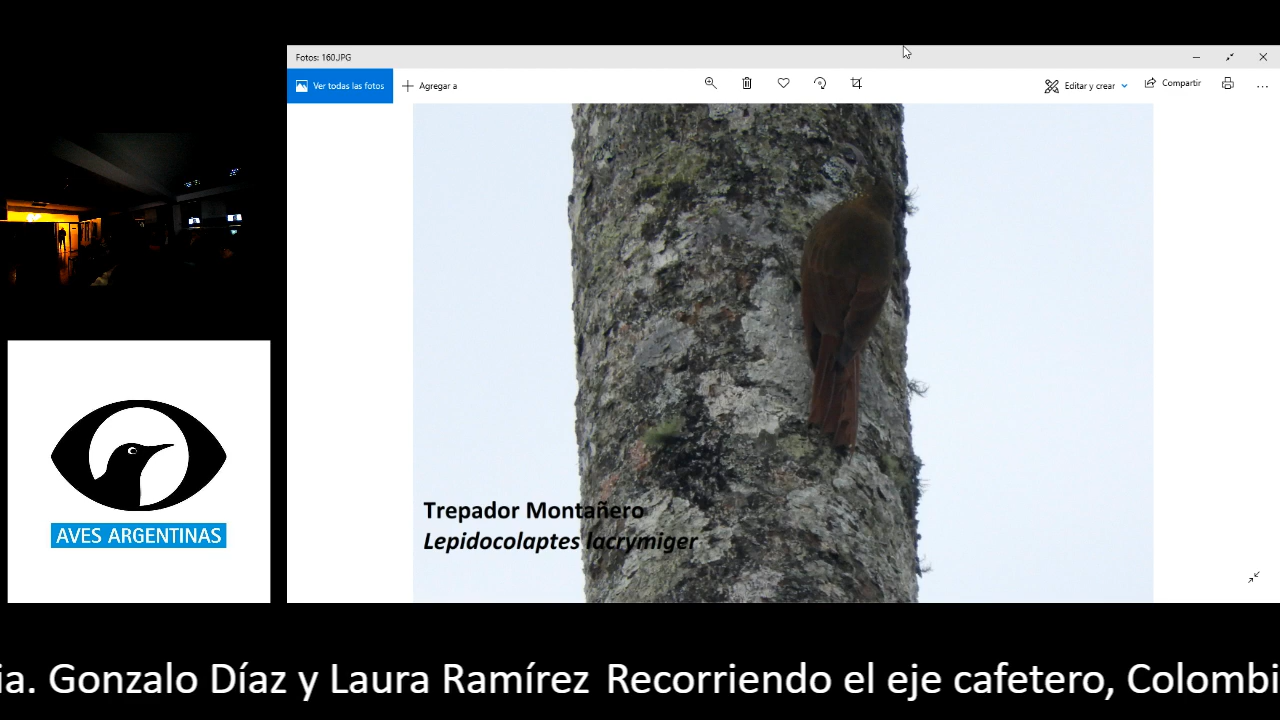 Fotos: 160.JPG
Ver todas las fotos
Agregar a
Editar y crear
Compartir
Trepador Montañero
Lepidocolaptes lacrymiger
AVES ARGENTINAS
ia. Gonzalo Díaz y Laura Ramírez Recorriendo el eje cafetero, Colombi